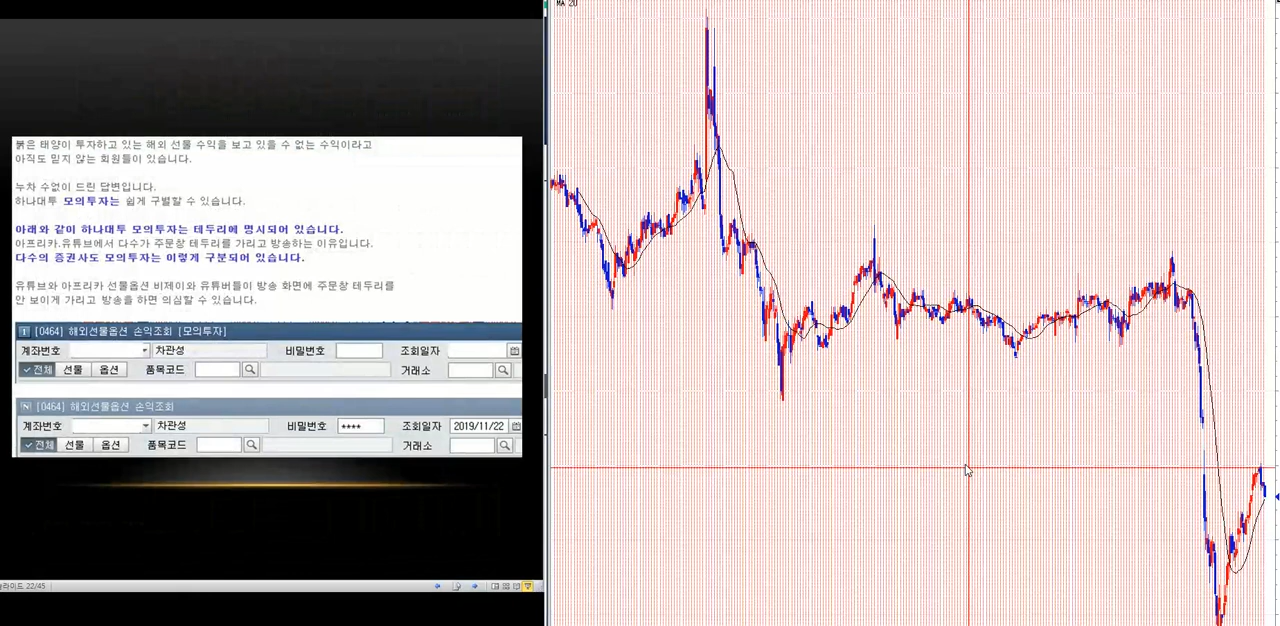 MA 20
붉은 태양이 투자하고 있는 해외 선물 수익을 보고 있을 수 없는 수익이라고
아직도 믿지 않는 회원들이 있습니다.
누차 수없이 드린 답변입니다.
하나대투 모의투자는 쉽게 구별할 수 있습니다.
아래와 같이 하나대투 모의투자는 테두리에 명시되어 있습니다.
아프리카.유튜브에서 다수가 주문창 테두리를 가리고 방송하는 이유입니다.
다수의 증권사도 모의투자는 이렇게 구분되어 있습니다.
유튜브와 아프리카 선물옵션 비제이와 유튜버들이 방송 화면에 주문창 테두리를
안 보이게 가리고 방송을 하면 의심할 수 있습니다.
[0464] 해외선물옵션 손익조회 [모의투자]
계좌번호 차관성 비밀번호 조회일자
전체 선물 옵션 품목코드 거래소
[0464] 해외선물옵션 손익조회
계좌번호 차관성 비밀번호 **** 조회일자 2019/11/22
전체 선물 옵션 품목코드 거래소
슬라이드 22/45